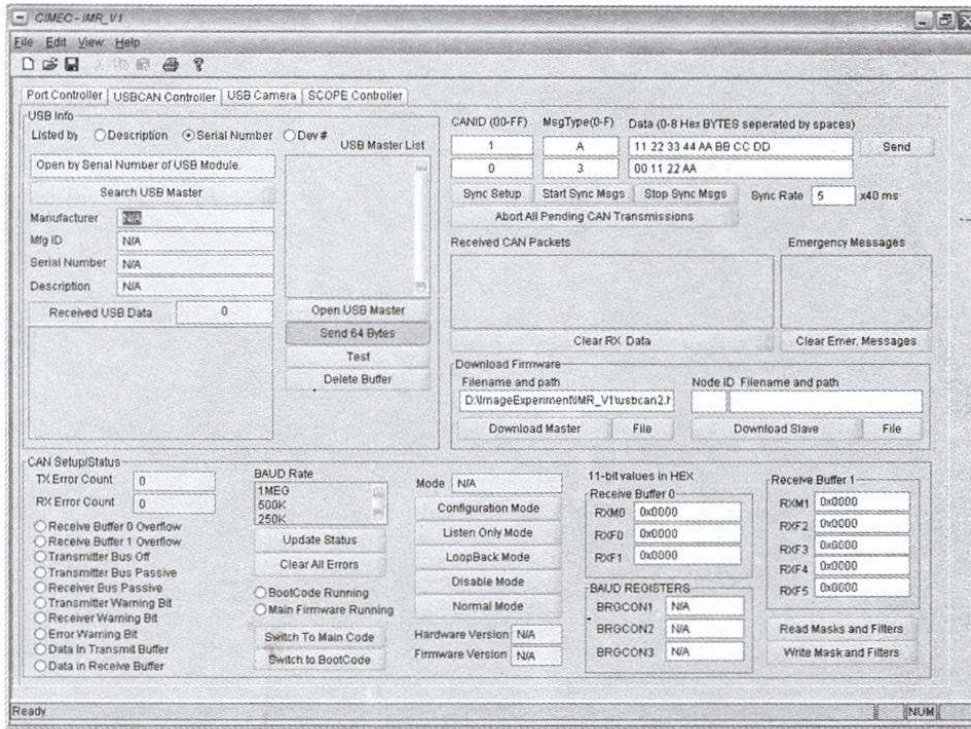 CIMEC - IMR_V1
File Edit View Help
Port Controller USBCAN Controller USB Camera SCOPE Controller
USB Info
Listed by Description Serial Number Dev #
USB Master List
Open by Serial Number of USB Module.
Search USB Master
Manufacturer N/A
Mfg ID N/A
Serial Number N/A
Description N/A
Received USB Data 0
Open USB Master
Send 64 Bytes
Test
Delete Buffer
CANID (00-FF) MsgType(0-F) Data (0-8 Hex BYTES seperated by spaces)
1 A 11 22 33 44 AA BB CC DD Send
0 3 00 11 22 AA
Sync Setup Start Sync Msgs Stop Sync Msgs Sync Rate 5 x40 ms
Abort All Pending CAN Transmissions
Received CAN Packets Emergency Messages
Clear RX Data Clear Emer. Messages
Download Firmware
Filename and path Node ID Filename and path
D:\ImageExperiment\IMR_V1\usbcan2.h
Download Master File Download Slave File
CAN Setup/Status
TX Error Count 0
RX Error Count 0
Receive Buffer 0 Overflow
Receive Buffer 1 Overflow
Transmitter Bus Off
Transmitter Bus Passive
Receiver Bus Passive
Transmitter Warning Bit
Receiver Warning Bit
Error Warning Bit
Data In Transmit Buffer
Data in Receive Buffer
BAUD Rate
1MEG
500K
250K
Update Status
Clear All Errors
BootCode Running
Main Firmware Running
Switch To Main Code
Switch to BootCode
Mode N/A
Configuration Mode
Listen Only Mode
LoopBack Mode
Disable Mode
Normal Mode
Hardware Version N/A
Firmware Version N/A
11-bit values in HEX
Receive Buffer 0
RXM0 0x0000
RXF0 0x0000
RXF1 0x0000
BAUD REGISTERS
BRGCON1 N/A
BRGCON2 N/A
BRGCON3 N/A
Receive Buffer 1
RXM1 0x0000
RXF2 0x0000
RXF3 0x0000
RXF4 0x0000
RXF5 0x0000
Read Masks and Filters
Write Mask and Filters
Ready NUM